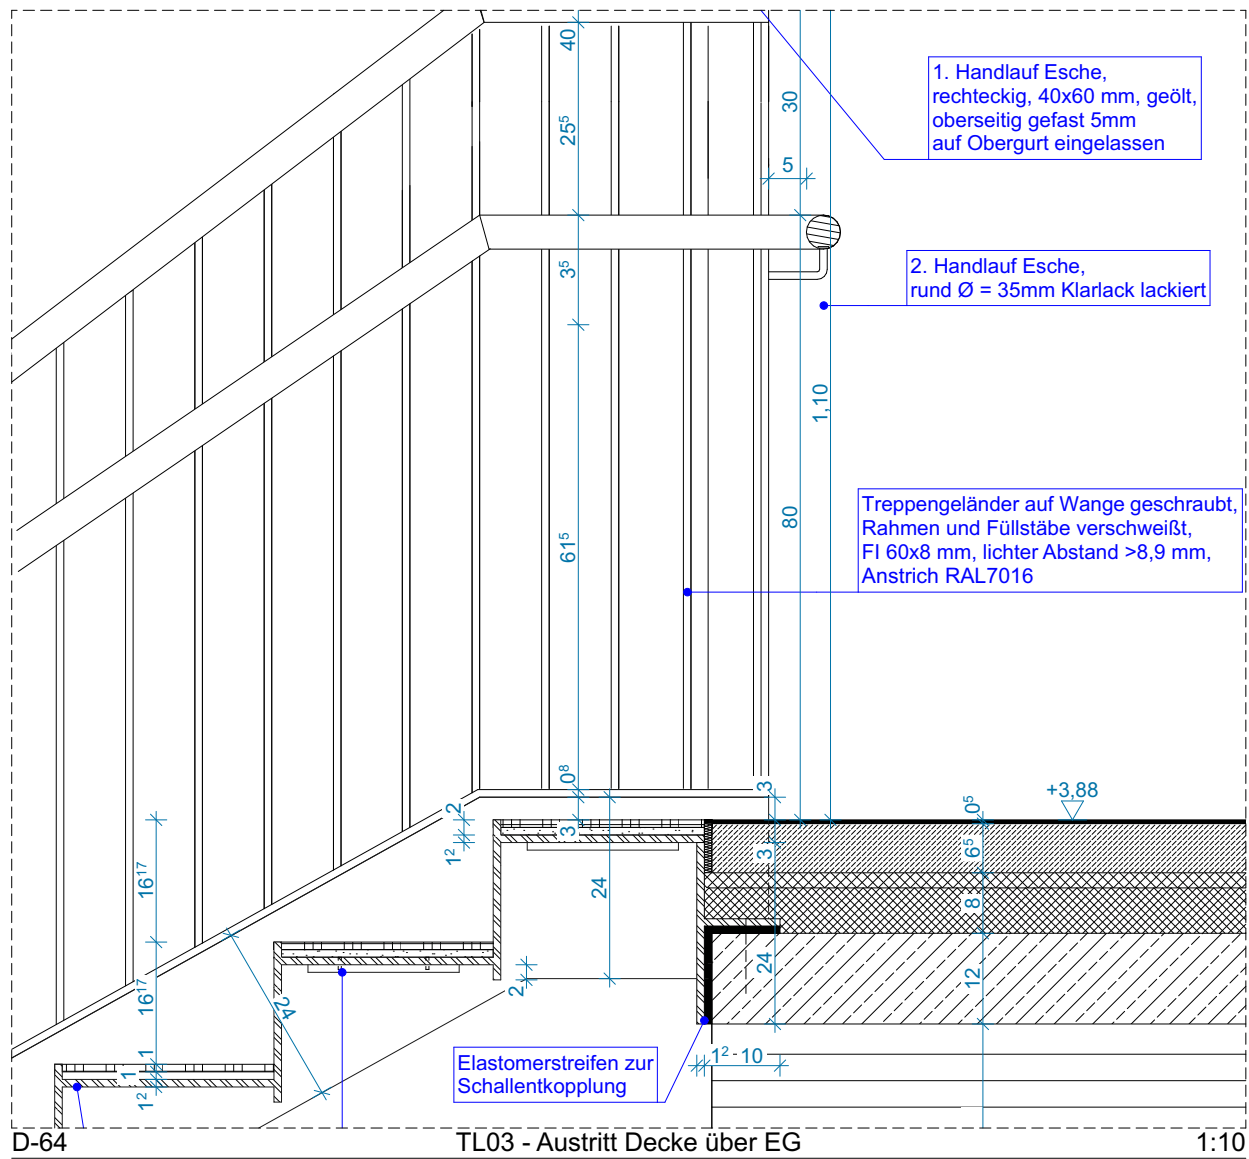 40
30
25⁵
5
1. Handlauf Esche,
rechteckig, 40x60 mm, geölt,
oberseitig gefast 5mm
auf Obergurt eingelassen
3⁵
2. Handlauf Esche,
rund Ø = 35mm Klarlack lackiert
1,10
80
61⁵
Treppengeländer auf Wange geschraubt,
Rahmen und Füllstäbe verschweißt,
Fl 60x8 mm, lichter Abstand >8,9 mm,
Anstrich RAL7016
0⁸
3
+3,88
0⁵
2
3
1²
3
6⁵
16¹⁷
24
8
16¹⁷
24
2
24
12
1
1
1²
Elastomerstreifen zur
Schallentkopplung
1² 10
D-64
TL03 - Austritt Decke über EG
1:10